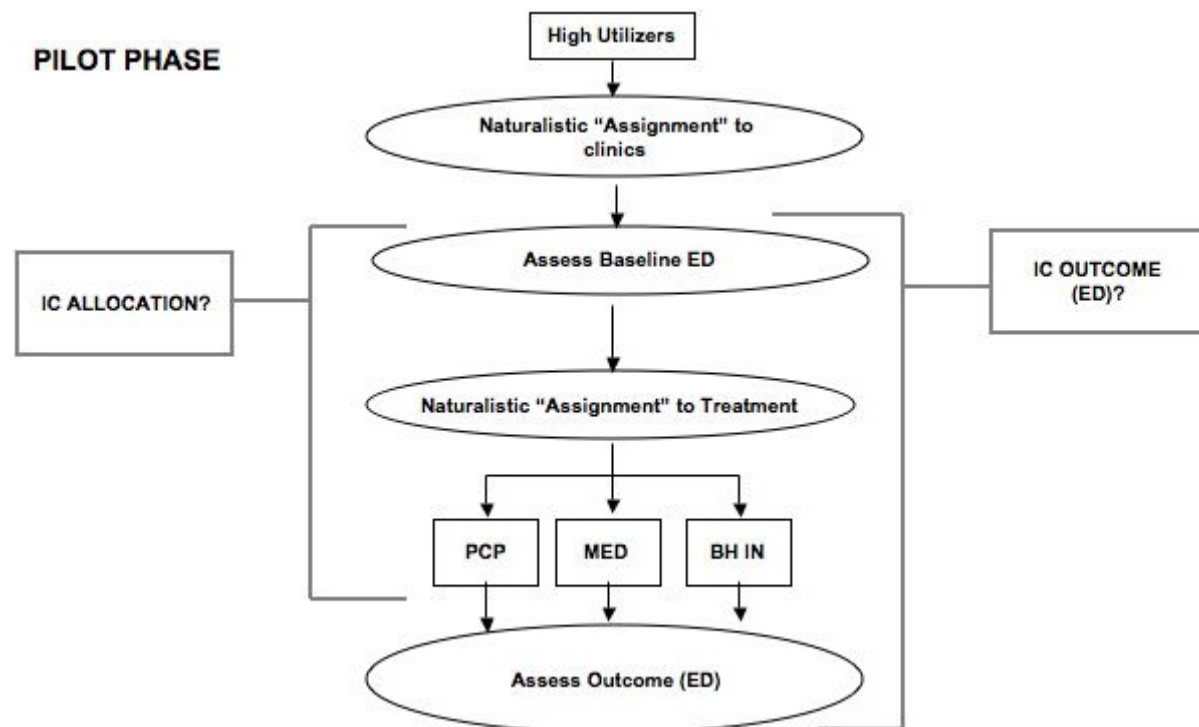 PILOT PHASE
High Utilizers
Naturalistic “Assignment” to
clinics
Assess Baseline ED
IC ALLOCATION?
IC OUTCOME
(ED)?
Naturalistic “Assignment” to Treatment
PCP
MED
BH IN
Assess Outcome (ED)